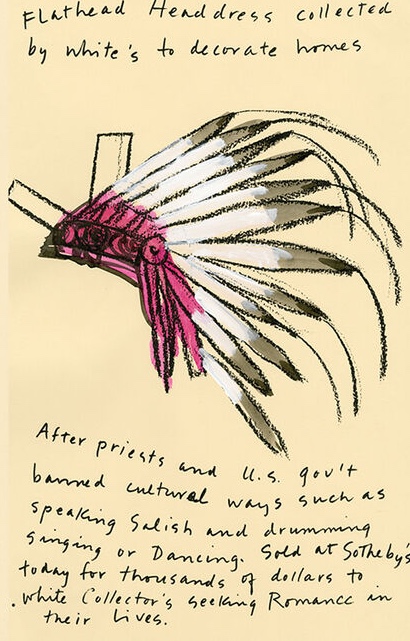 Flathead Headdress collected
by white's to decorate homes
After priests and U.S. gov't
banned cultural ways such as
speaking Salish and drumming
singing or Dancing. Sold at Sotheby's
today for thousands of dollars to
white Collector's seeking Romance in
their Lives.